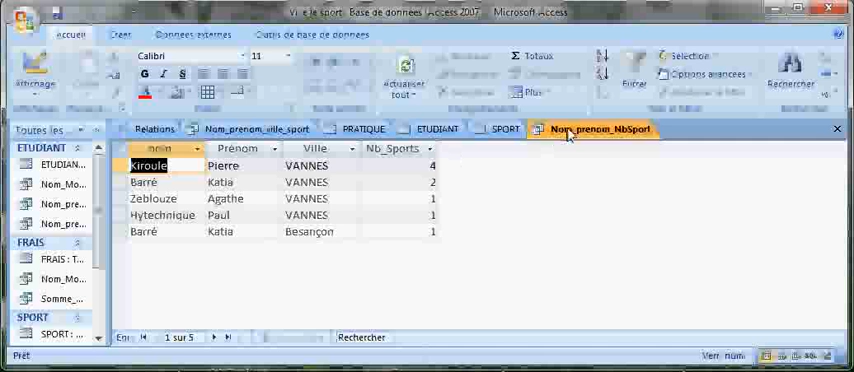 Ville le sport : Base de données (Access 2007) - Microsoft Access
Accueil Créer Données externes Outils de base de données
Affichage
Calibri 11
G I S
A
Actualiser tout
Σ Totaux
Plus
Filtrer
Sélection
Options avancées
Rechercher
Toutes les
Relations Nom_prenom_ville_sport PRATIQUE ETUDIANT SPORT Nom_prenom_NbSport
ETUDIANT
ETUDIAN...
Nom_Mo...
Nom_pre...
Nom_pre...
FRAIS
FRAIS : T...
Nom_Mo...
Somme_...
SPORT
SPORT : ...
nom Prénom Ville Nb_Sports
Kiroule Pierre VANNES 4
Barré Katia VANNES 2
Zeblouze Agathe VANNES 1
Hytechnique Paul VANNES 1
Barré Katia Besançon 1
1 sur 5 Rechercher
Prêt Verr. num.